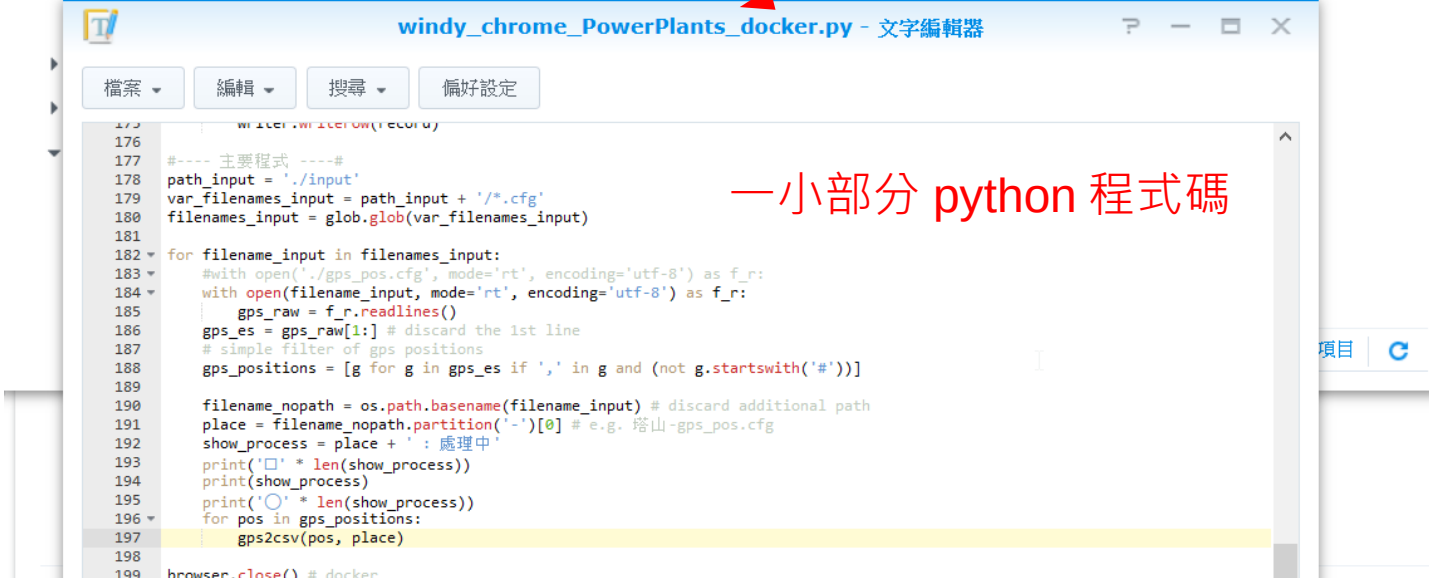 windy_chrome_PowerPlants_docker.py - 文字編輯器
檔案 編輯 搜尋 偏好設定
175 writer.writerow(record)
176
177 #---- 主要程式 ----#
178 path_input = './input'
179 var_filenames_input = path_input + '/*.cfg'
180 filenames_input = glob.glob(var_filenames_input)
一小部分 python 程式碼
181
182 for filename_input in filenames_input:
183 #with open('./gps_pos.cfg', mode='rt', encoding='utf-8') as f_r:
184 with open(filename_input, mode='rt', encoding='utf-8') as f_r:
185 gps_raw = f_r.readlines()
186 gps_es = gps_raw[1:] # discard the 1st line
187 # simple filter of gps positions
188 gps_positions = [g for g in gps_es if ',' in g and (not g.startswith('#'))]
項目
189
190 filename_nopath = os.path.basename(filename_input) # discard additional path
191 place = filename_nopath.partition('-')[0] # e.g. 塔山-gps_pos.cfg
192 show_process = place + ' : 處理中'
193 print('□' * len(show_process))
194 print(show_process)
195 print('◯' * len(show_process))
196 for pos in gps_positions:
197 gps2csv(pos, place)
198
199 browser.close() # docker